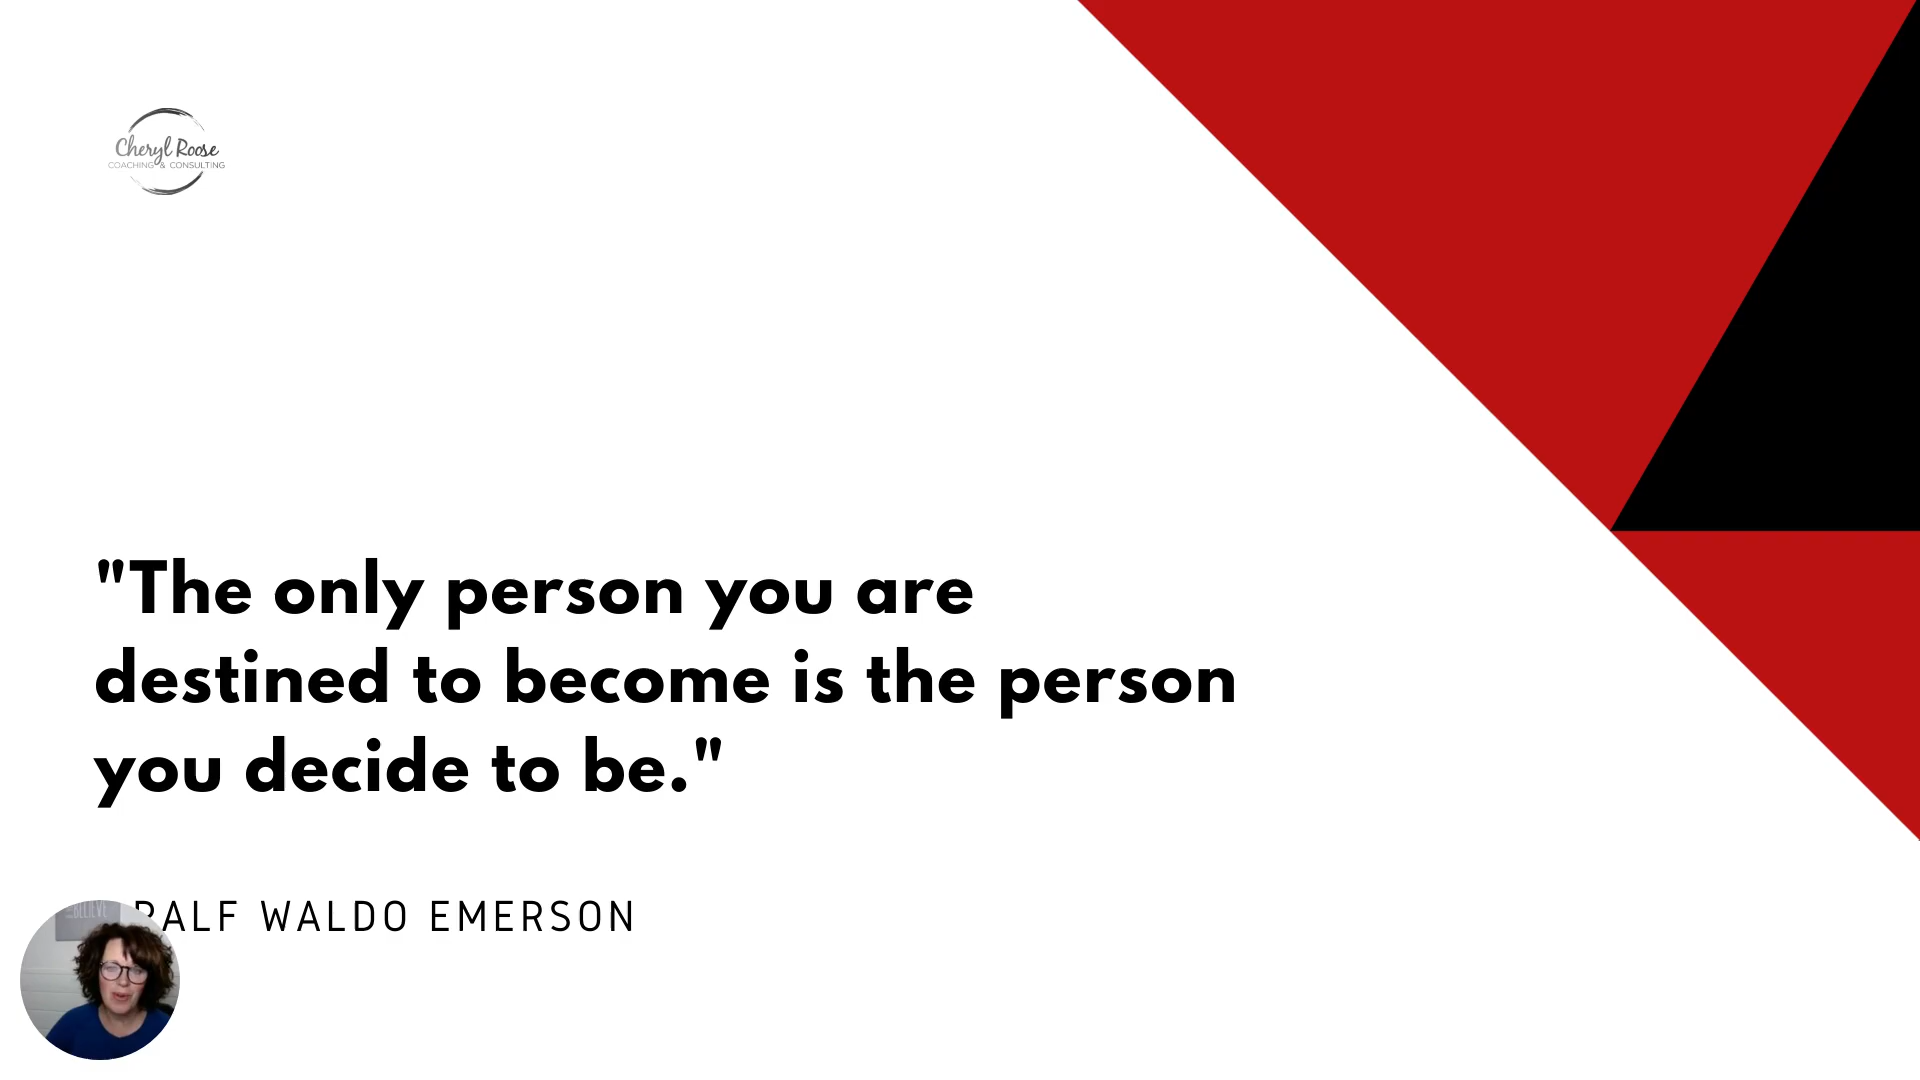 Cheryl Roose
COACHING & CONSULTING
"The only person you are
destined to become is the person
you decide to be."
RALF WALDO EMERSON
BELIEVE